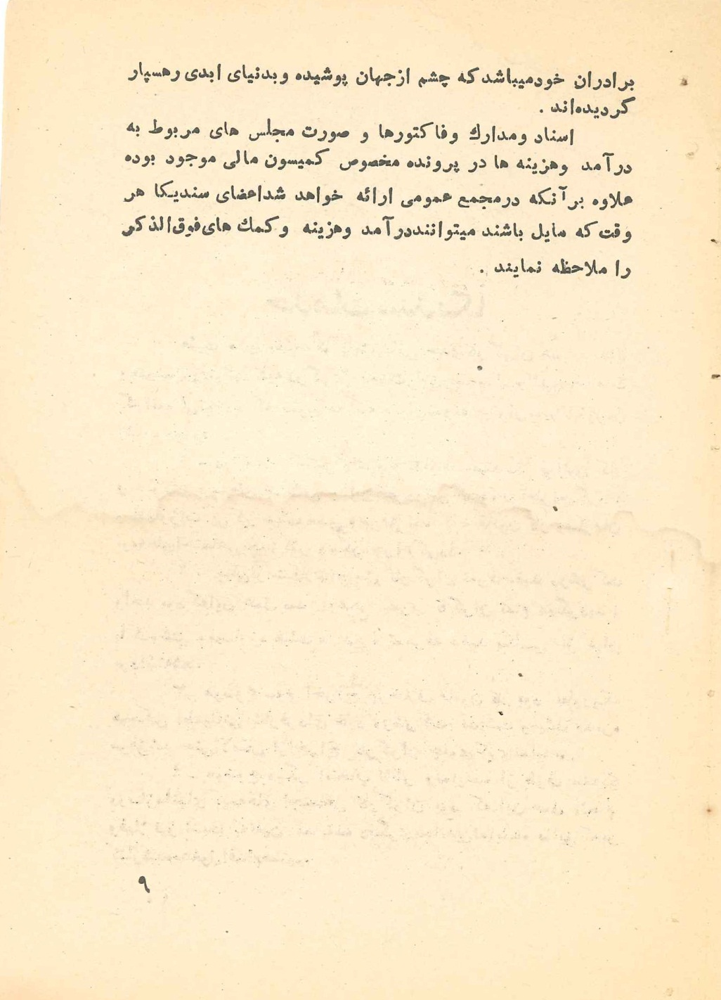 برادران خودمیباشد که چشم ازجهان پوشیده وبدنیای ابدی رهسپار
گردیده‌اند .
اسناد ومدارك وفاکتورها و صورت مجلس های مربوط به
درآمد وهزینه ها در پرونده مخصوص کمیسون مالی موجود بوده
علاوه برآنکه درمجمع عمومی ارائه خواهد شداعضای سندیکا هر
وقت که مایل باشند میتواننددرآمد وهزینه وکمك های‌فوق‌الذکر
را ملاحظه نمایند .
۹